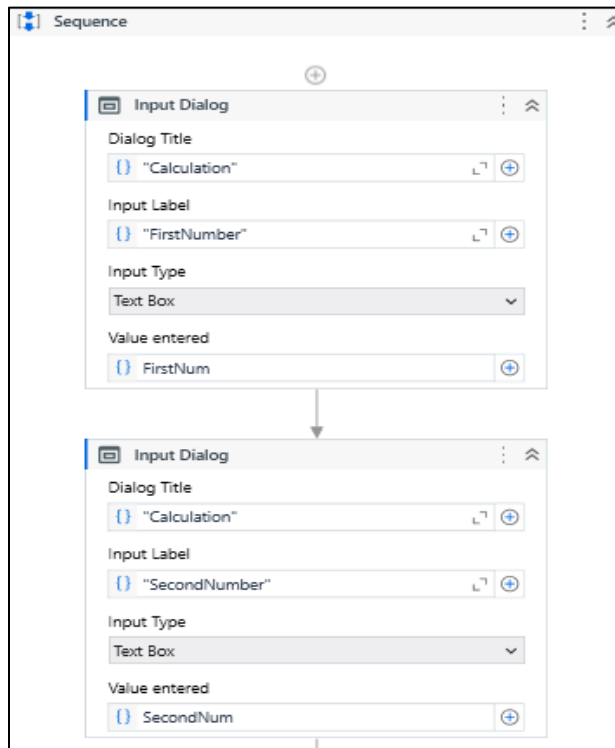 Sequence
Input Dialog
Dialog Title
{} "Calculation"
Input Label
{} "FirstNumber"
Input Type
Text Box
Value entered
{} FirstNum
Input Dialog
Dialog Title
{} "Calculation"
Input Label
{} "SecondNumber"
Input Type
Text Box
Value entered
{} SecondNum